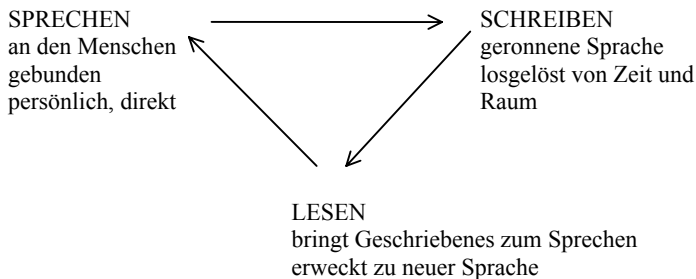 SPRECHEN
an den Menschen
gebunden
persönlich, direkt
SCHREIBEN
geronnene Sprache
losgelöst von Zeit und
Raum
LESEN
bringt Geschriebenes zum Sprechen
erweckt zu neuer Sprache